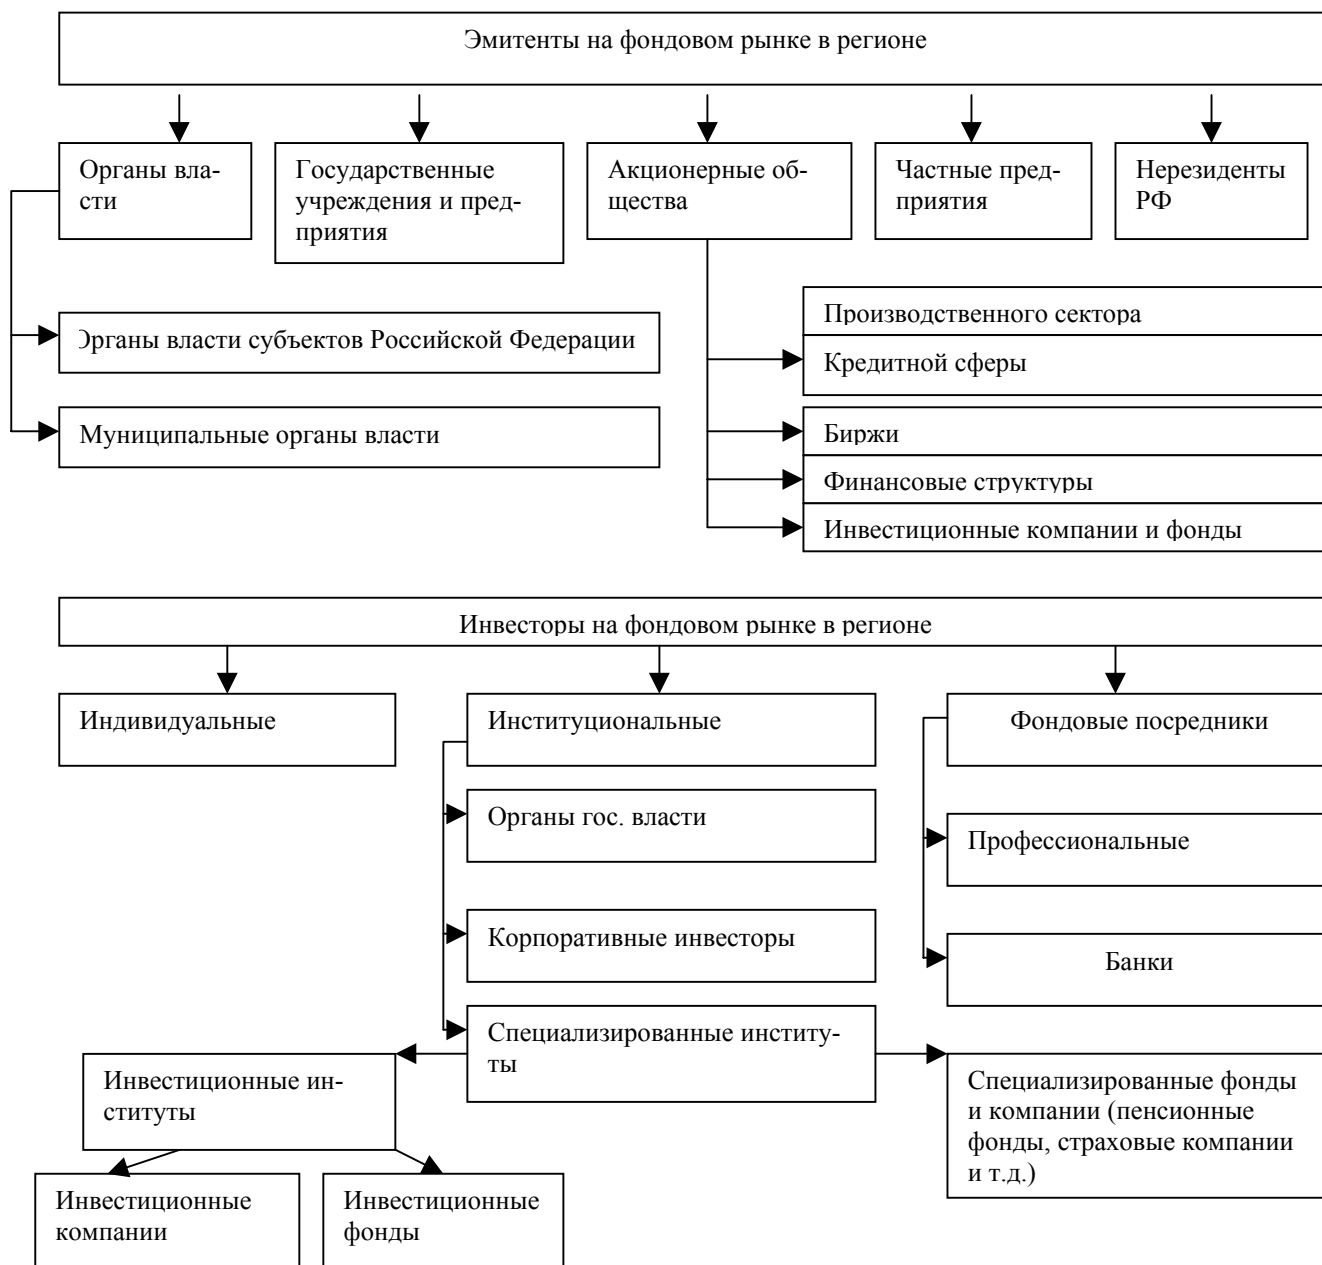 Эмитенты на фондовом рынке в регионе
Органы вла-
сти
Государственные
учреждения и пред-
приятия
Акционерные об-
щества
Частные пред-
приятия
Нерезиденты
РФ
Органы власти субъектов Российской Федерации
Муниципальные органы власти
Производственного сектора
Кредитной сферы
Биржи
Финансовые структуры
Инвестиционные компании и фонды
Инвесторы на фондовом рынке в регионе
Индивидуальные
Институциональные
Фондовые посредники
Органы гос. власти
Профессиональные
Корпоративные инвесторы
Банки
Специализированные институ-
ты
Инвестиционные ин-
ституты
Специализированные фонды
и компании (пенсионные
фонды, страховые компании
и т.д.)
Инвестиционные
компании
Инвестиционные
фонды